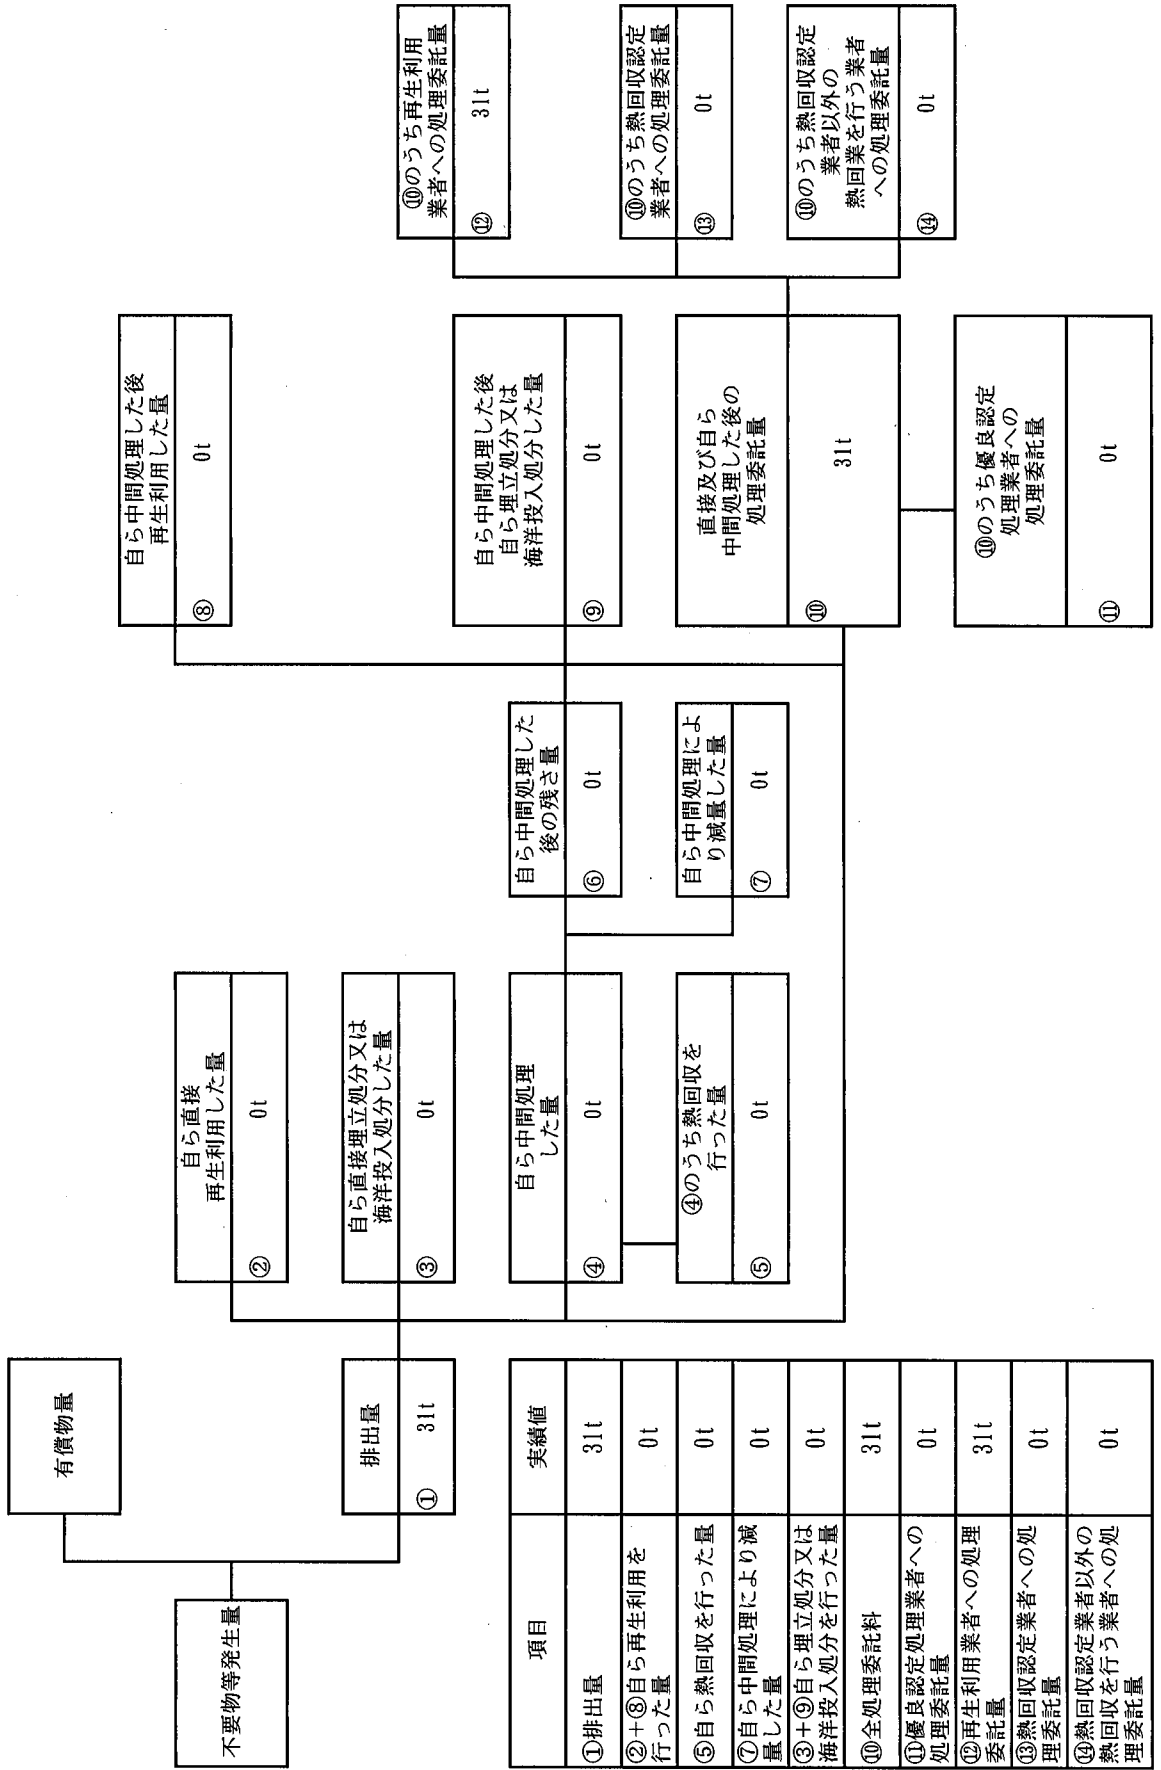 不要物等発生量
有償物量
排出量
① 31t
自ら直接
再生利用した量
② 0t
自ら直接埋立処分又は
海洋投入処分した量
③ 0t
自ら中間処理
した量
④ 0t
④のうち熱回収を
行った量
⑤ 0t
自ら中間処理した
後の残さ量
⑥ 0t
自ら中間処理によ
り減量した量
⑦ 0t
自ら中間処理した後
再生利用した量
⑧ 0t
自ら中間処理した後
自ら埋立処分又は
海洋投入処分した量
⑨ 0t
直接及び自ら
中間処理した後の
処理委託量
⑩ 31t
⑩のうち優良認定
処理業者への
処理委託量
⑪ 0t
⑩のうち再生利用
業者への処理委託量
⑫ 31t
⑩のうち熱回収認定
業者への処理委託量
⑬ 0t
⑩のうち熱回収認定
業者以外の
熱回業を行う業者
への処理委託量
⑭ 0t
項目 実績値
①排出量 31t
②+⑧自ら再生利用を
行った量 0t
⑤自ら熱回収を行った量 0t
⑦自ら中間処理により減
量した量 0t
③+⑨自ら埋立処分又は
海洋投入処分を行った量 0t
⑩全処理委託料 31t
⑪優良認定処理業者への
処理委託量 0t
⑫再生利用業者への処理
委託量 31t
⑬熱回収認定業者への処
理委託量 0t
⑭熱回収認定業者以外の
熱回収を行う業者への処
理委託量 0t